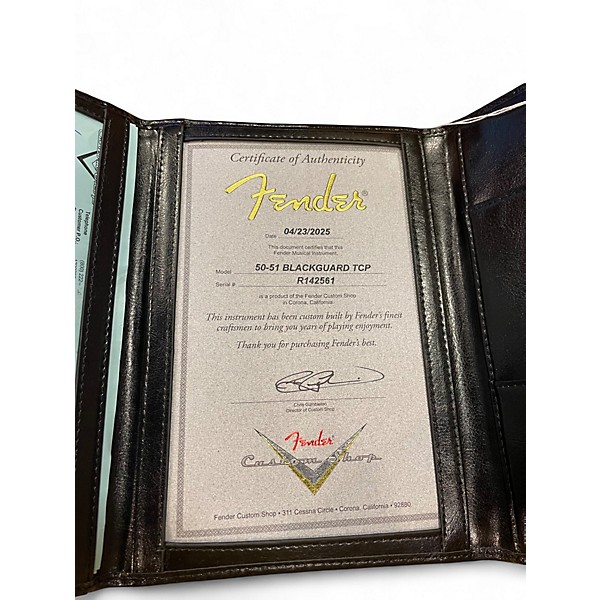 Certificate of Authenticity
Fender®
Date 04/23/2025
This document certifies that this
Fender Musical Instrument,
Model 50-51 BLACKGUARD TCP
Serial # R142561
is a product of the Fender Custom Shop
in Corona, California.
This instrument has been custom built by Fender's finest
craftsmen to bring you years of playing enjoyment.
Thank you for purchasing Fender's best.
Director of Custom Shop
Fender®
Custom Shop
Fender Custom Shop • 311 Cessna Circle • Corona, California • 92880
Telephone
Customer P.O.